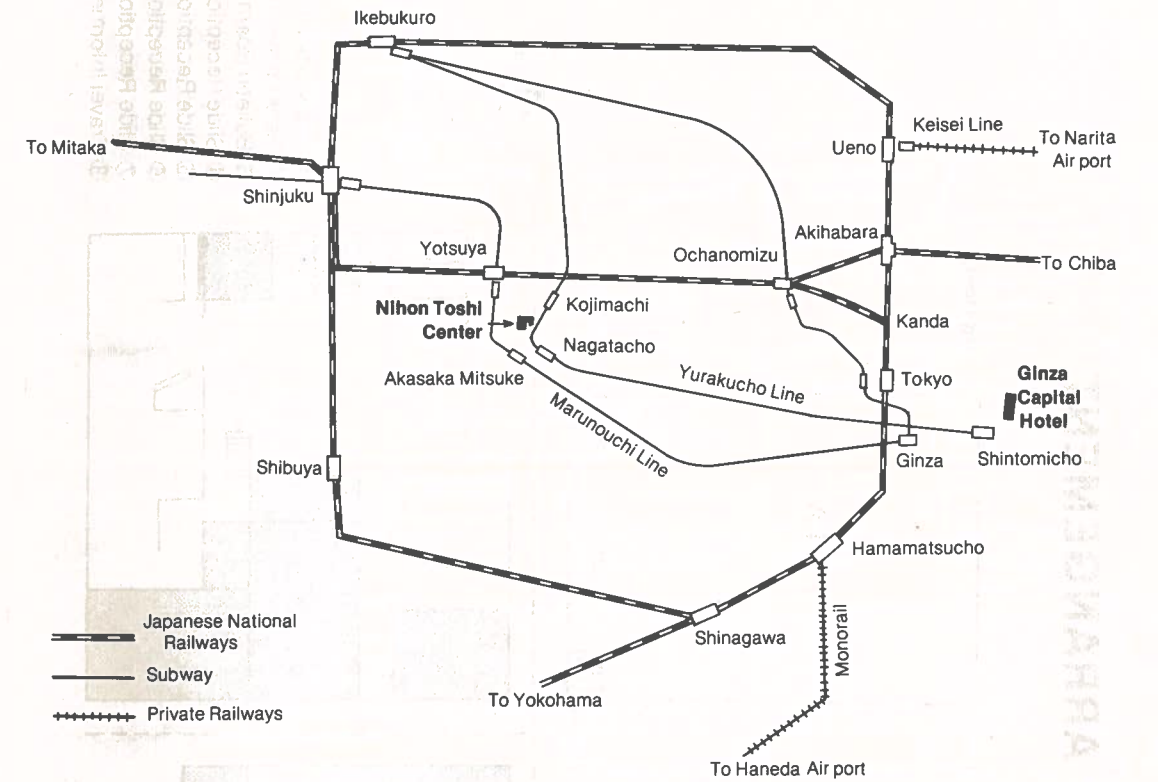 Ikebukuro
Keisei Line
To Narita
Air port
To Mitaka
Ueno
Shinjuku
Akihabara
Yotsuya
Ochanomizu
To Chiba
Nihon Toshi
Center
Kojimachi
Kanda
Nagatacho
Akasaka Mitsuke
Yurakucho Line
Tokyo
Ginza
Capital
Hotel
Marunouchi Line
Shibuya
Ginza
Shintomicho
Hamamatsucho
Japanese National
Railways
Shinagawa
Monorail
Subway
To Yokohama
Private Railways
To Haneda Air port